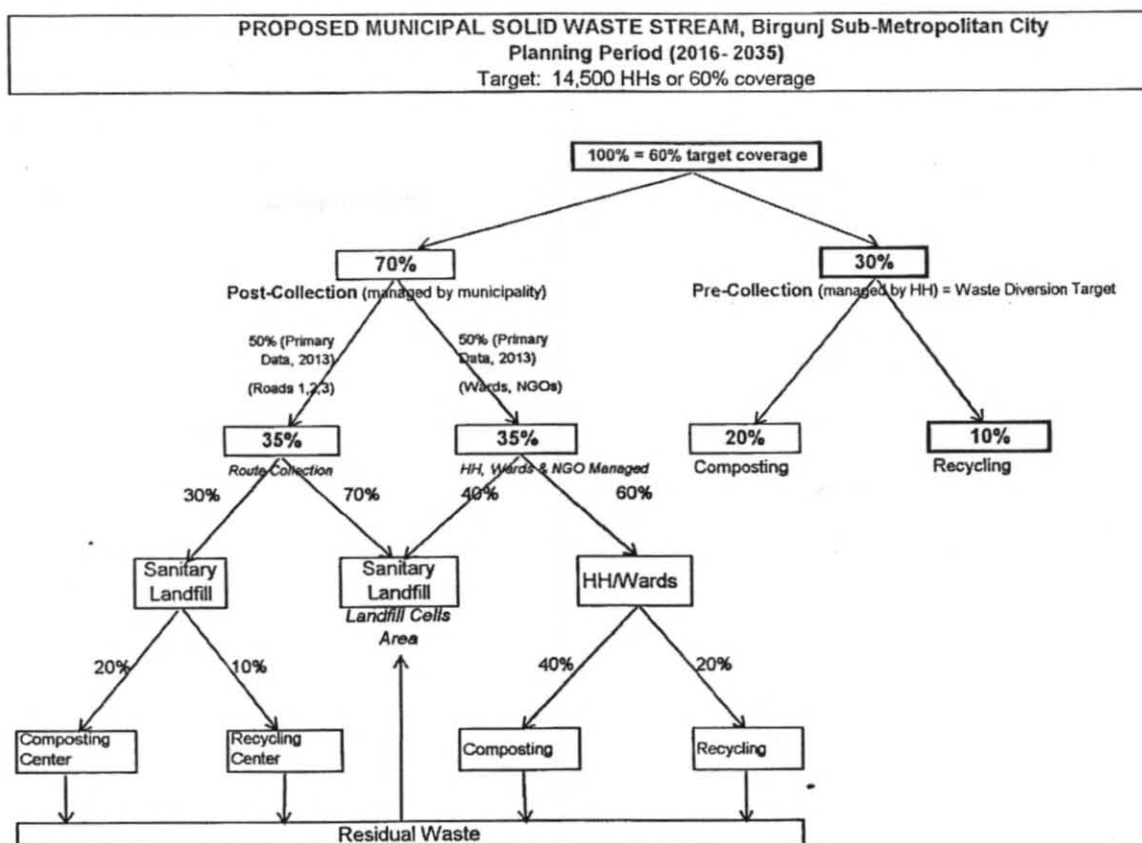 PROPOSED MUNICIPAL SOLID WASTE STREAM, Birgunj Sub-Metropolitan City
Planning Period (2016- 2035)
Target: 14,500 HHs or 60% coverage
100% = 60% target coverage
70%
30%
Post-Collection (managed by municipality)
Pre-Collection (managed by HH) = Waste Diversion Target
50% (Primary
Data, 2013)
(Roads 1,2,3)
50% (Primary
Data, 2013)
(Wards, NGOs)
35%
35%
20%
10%
Route Collection
HH, Wards & NGO Managed
Composting
Recycling
30%
70%
40%
60%
Sanitary
Landfill
Sanitary
Landfill
Landfill Cells
Area
HH/Wards
20%
10%
40%
20%
Composting
Center
Recycling
Center
Composting
Recycling
Residual Waste